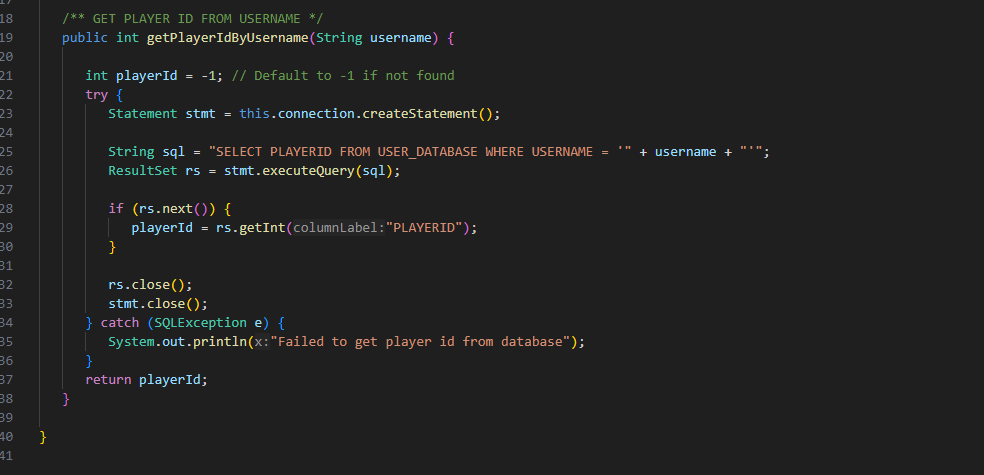 17
18 /** GET PLAYER ID FROM USERNAME */
19 public int getPlayerIdByUsername(String username) {
20
21 int playerId = -1; // Default to -1 if not found
22 try {
23 Statement stmt = this.connection.createStatement();
24
25 String sql = "SELECT PLAYERID FROM USER_DATABASE WHERE USERNAME = '" + username + "'";
26 ResultSet rs = stmt.executeQuery(sql);
27
28 if (rs.next()) {
29 playerId = rs.getInt(columnLabel:"PLAYERID");
30 }
31
32 rs.close();
33 stmt.close();
34 } catch (SQLException e) {
35 System.out.println(x:"Failed to get player id from database");
36 }
37 return playerId;
38 }
39
40 }
41